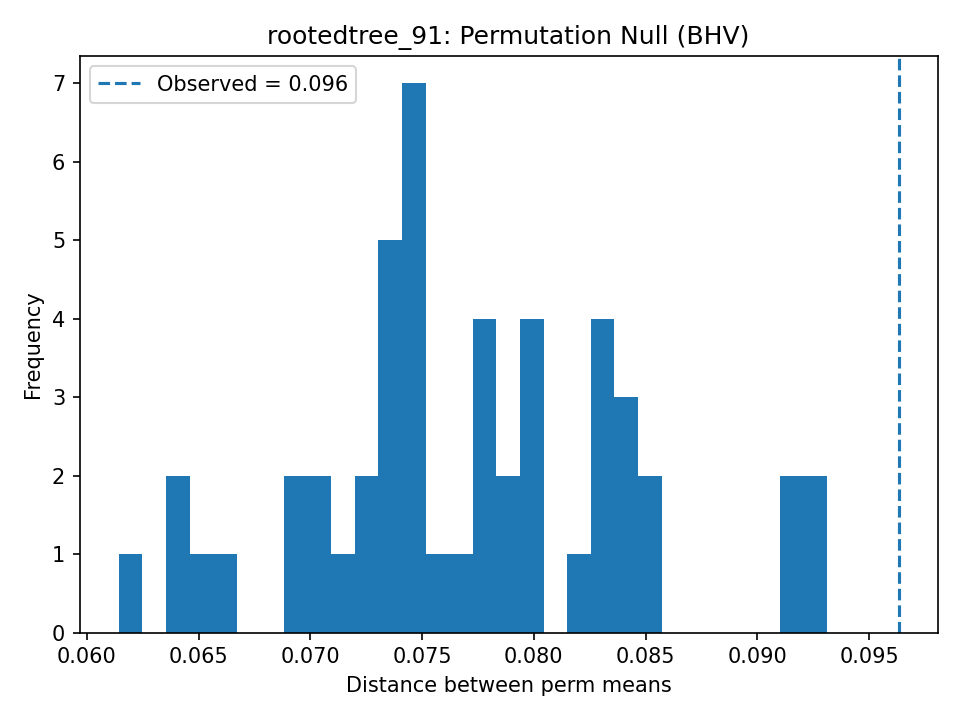 rootedtree_91: Permutation Null (BHV)
Observed = 0.096
7
6
5
4
3
2
1
0
Frequency
0.060 0.065 0.070 0.075 0.080 0.085 0.090 0.095
Distance between perm means